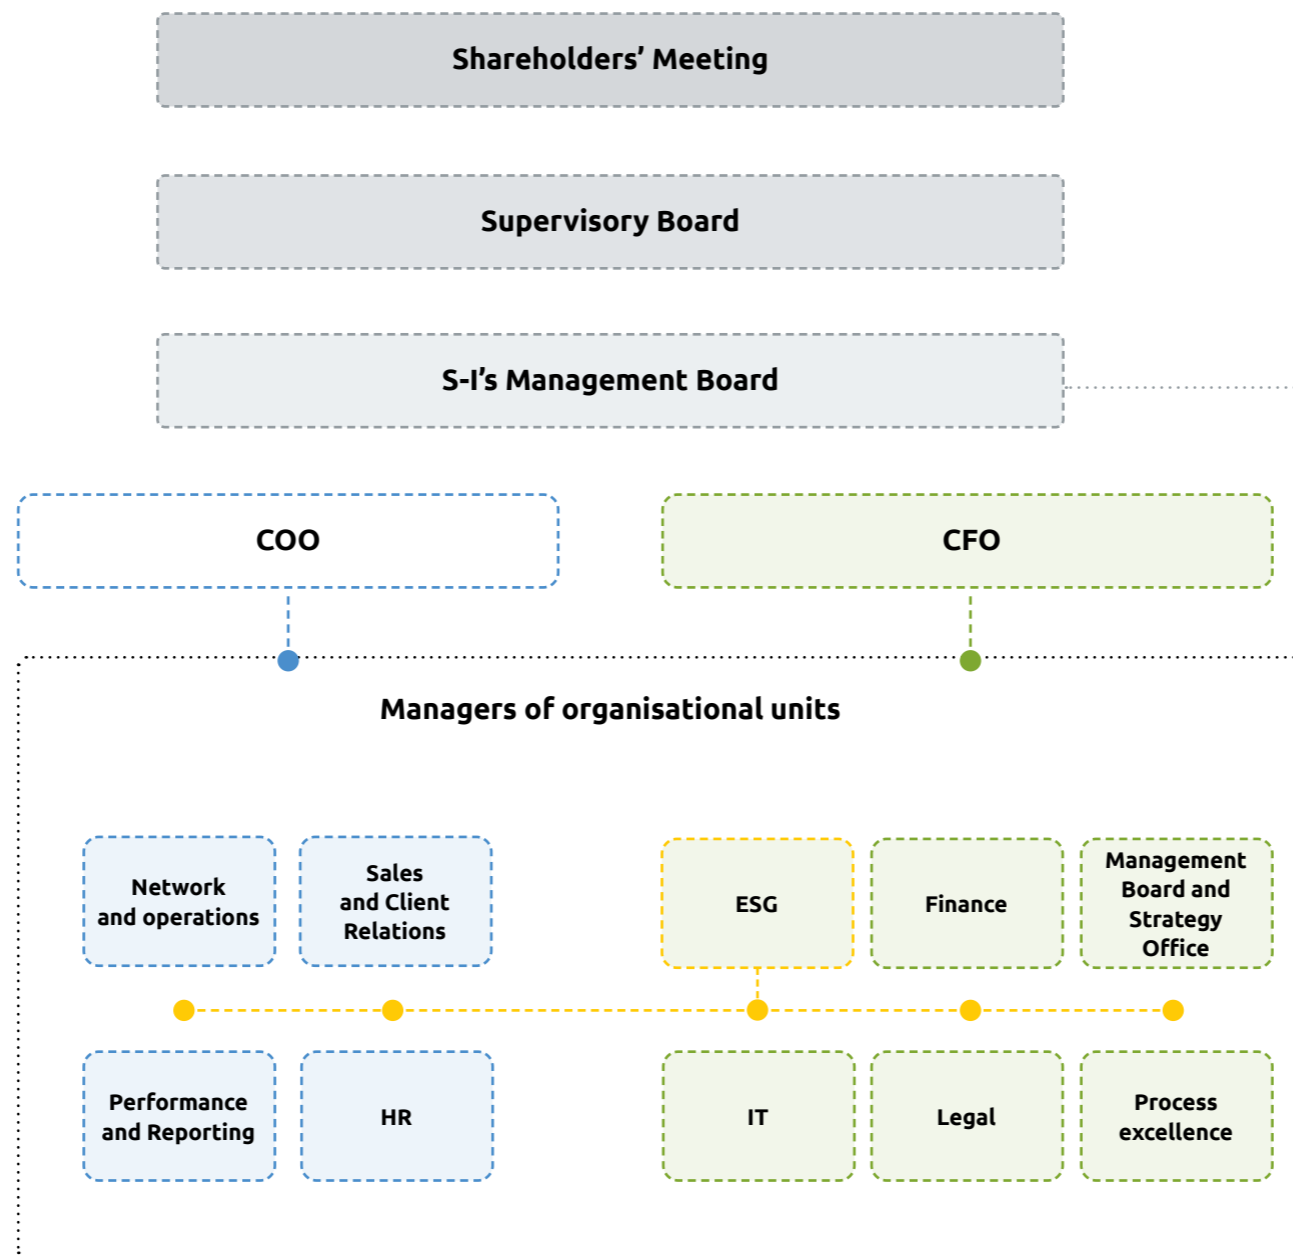 Shareholders’ Meeting
Supervisory Board
S-I’s Management Board
COO
CFO
Managers of organisational units
Network
and operations
Sales
and Client
Relations
ESG
Finance
Management
Board and
Strategy
Office
Performance
and Reporting
HR
IT
Legal
Process
excellence